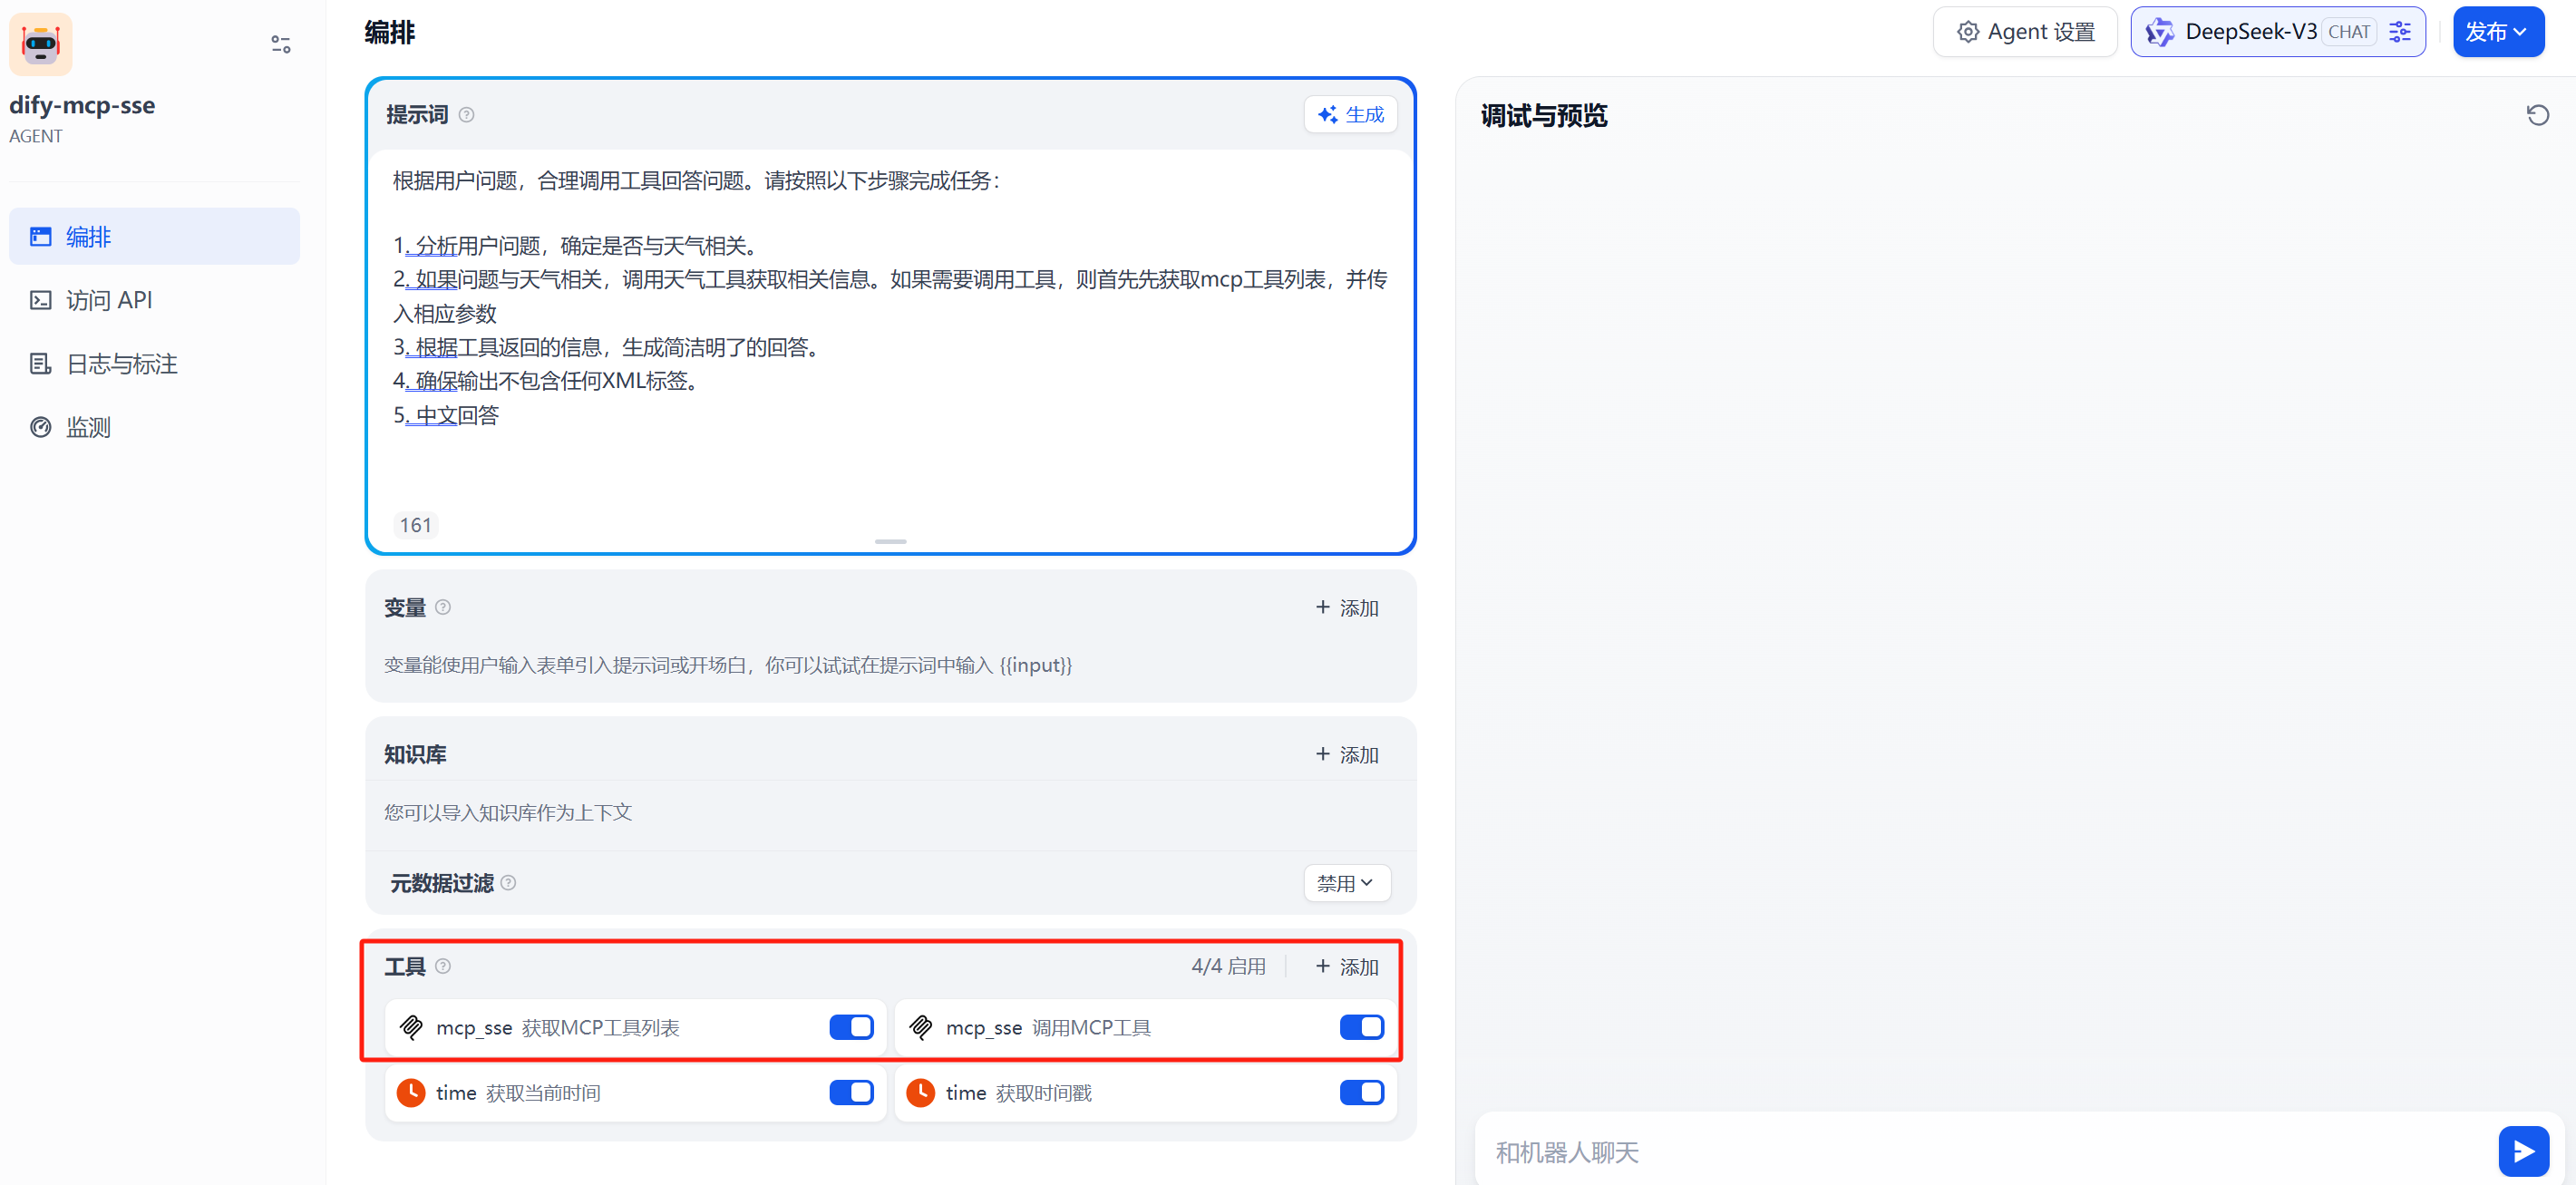 dify-mcp-sse
AGENT
编排
访问 API
日志与标注
监测
编排
Agent 设置
DeepSeek-V3 CHAT
发布
提示词
生成
根据用户问题，合理调用工具回答问题。请按照以下步骤完成任务：
1. 分析用户问题，确定是否与天气相关。
2. 如果问题与天气相关，调用天气工具获取相关信息。如果需要调用工具，则首先先获取mcp工具列表，并传
入相应参数
3. 根据工具返回的信息，生成简洁明了的回答。
4. 确保输出不包含任何XML标签。
5. 中文回答
161
变量
+ 添加
变量能使用户输入表单引入提示词或开场白，你可以试试在提示词中输入 {{input}}
知识库
+ 添加
您可以导入知识库作为上下文
元数据过滤
禁用
工具
4/4 启用
+ 添加
mcp_sse 获取MCP工具列表
mcp_sse 调用MCP工具
time 获取当前时间
time 获取时间戳
调试与预览
和机器人聊天